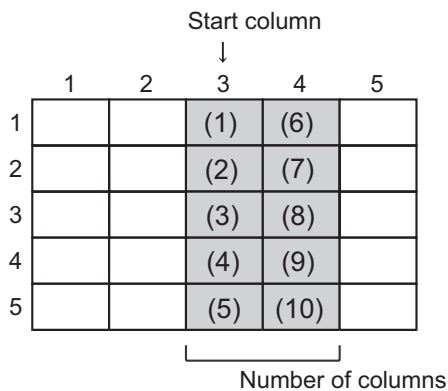 Start column
↓
1 2 3 4 5
1 (1) (6)
2 (2) (7)
3 (3) (8)
4 (4) (9)
5 (5) (10)
Number of columns